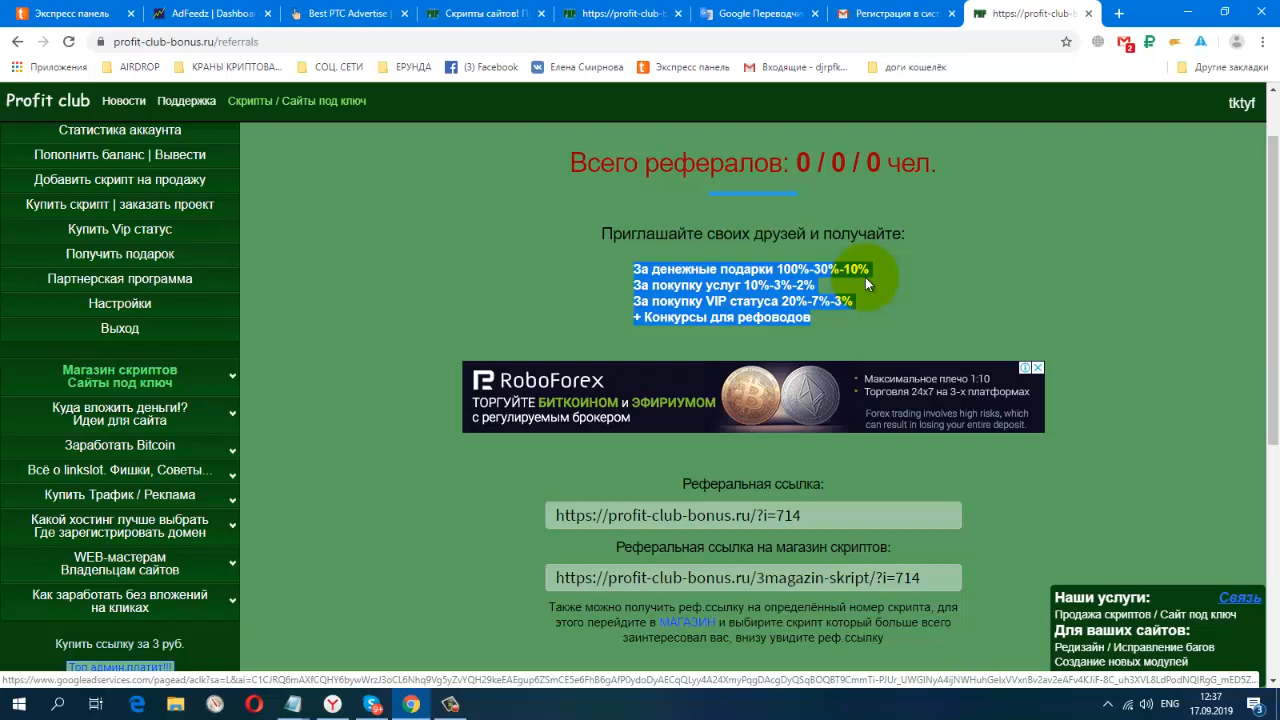 Экспресс панель
AdFeedz | Dashboa
Best PTC Advertise
Скрипты сайтов! П
https://profit-club-b
Google Переводч
Регистрация в сист
https://profit-club-b
profit-club-bonus.ru/referrals
2
Приложения
AIRDROP
КРАНЫ КРИПТОВА...
СОЦ. СЕТИ
ЕРУНДА
(3) Facebook
Елена Смирнова
Экспресс панель
Входящие - djrpfk...
доги кошелёк
Другие закладки
Profit club
Новости
Поддержка
Скрипты / Сайты под ключ
tktyf
Статистика аккаунта
Пополнить баланс | Вывести
Добавить скрипт на продажу
Купить скрипт | заказать проект
Купить Vip статус
Получить подарок
Партнерская программа
Настройки
Выход
Магазин скриптов
Сайты под ключ
Куда вложить деньги!?
Идеи для сайта
Заработать Bitcoin
Всё о linkslot. Фишки, Советы...
Купить Трафик / Реклама
Какой хостинг лучше выбрать
Где зарегистрировать домен
WEB-мастерам
Владельцам сайтов
Как заработать без вложений
на кликах
Купить ссылку за 3 руб.
Топ админ.платит!!!
Всего рефералов: 0 / 0 / 0 чел.
Приглашайте своих друзей и получайте:
За денежные подарки 100%-30%-10%
За покупку услуг 10%-3%-2%
За покупку VIP статуса 20%-7%-3%
+ Конкурсы для рефоводов
RoboForex
ТОРГУЙТЕ БИТКОИНОМ и ЭФИРИУМОМ
с регулируемым брокером
Максимальное плечо 1:10
Торговля 24x7 на 3-х платформах
Forex trading involves high risks, which
can result in losing your entire deposit.
Реферальная ссылка:
https://profit-club-bonus.ru/?i=714
Реферальная ссылка на магазин скриптов:
https://profit-club-bonus.ru/3magazin-skript/?i=714
Также можно получить реф.ссылку на определённый номер скрипта, для
этого перейдите в МАГАЗИН и выбирите скрипт который больше всего
заинтересовал вас, внизу увидите реф.ссылку
Наши услуги:
Связь
Продажа скриптов / Сайт под ключ
Для ваших сайтов:
Редизайн / Исправление багов
Создание новых модулей
ENG
12:37
17.09.2019
3